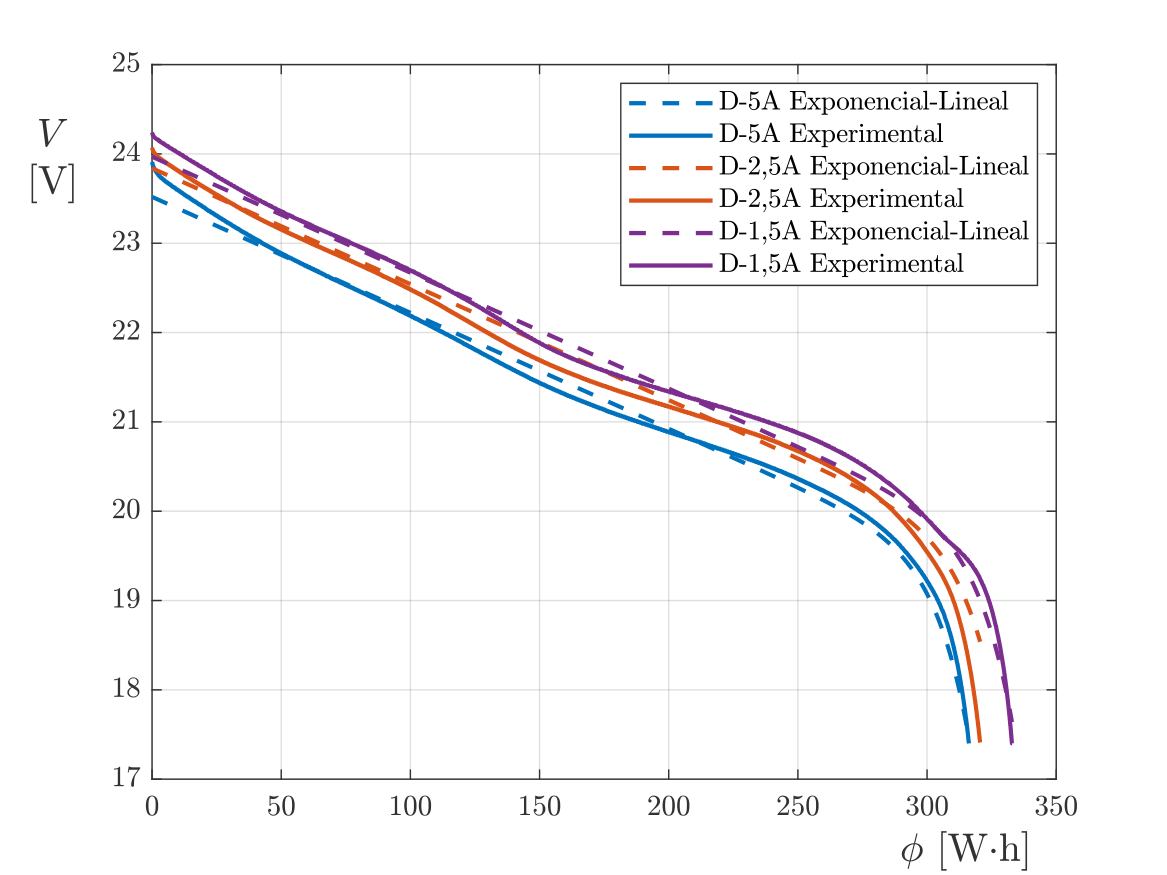 25
24
23
22
21
20
19
18
17
V
[V]
D-5A Exponencial-Lineal
D-5A Experimental
D-2,5A Exponencial-Lineal
D-2,5A Experimental
D-1,5A Exponencial-Lineal
D-1,5A Experimental
0 50 100 150 200 250 300 350
ϕ [W·h]